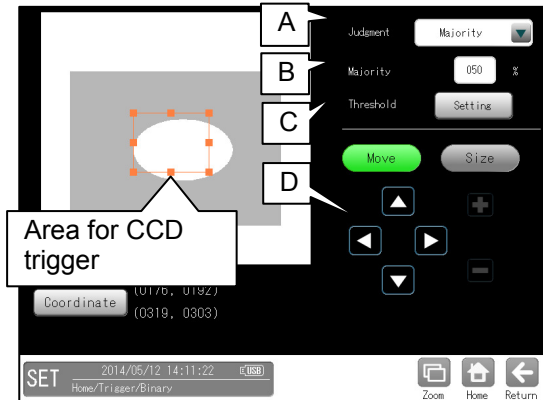 A
Judgment
Majority
B
Majority
050 %
C
Threshold
Setting
Move
Size
D
Area for CCD
trigger
Coordinate
(0176, 0192)
(0319, 0303)
SET
2014/05/12 14:11:22
USB
Home/Trigger/Binary
Zoom
Home
Return